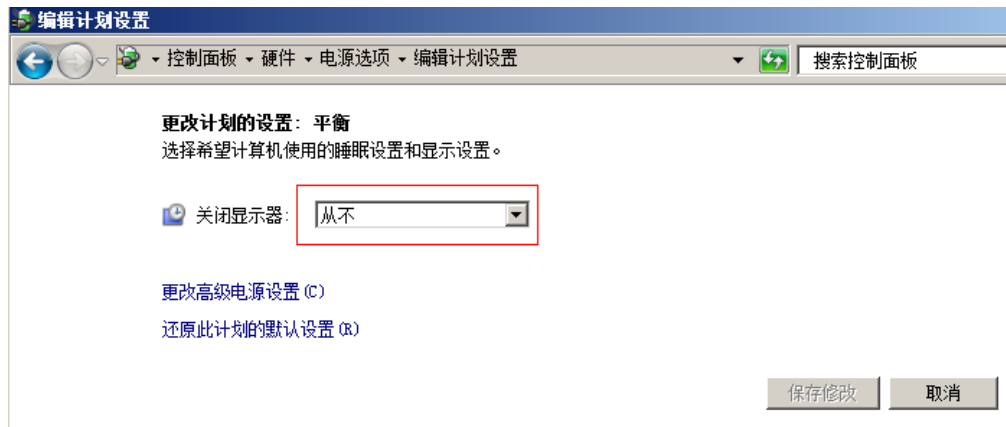 编辑计划设置
控制面板 硬件 电源选项 编辑计划设置 搜索控制面板
更改计划的设置: 平衡
选择希望计算机使用的睡眠设置和显示设置。
关闭显示器: 从不
更改高级电源设置(C)
还原此计划的默认设置(R)
保存修改 取消